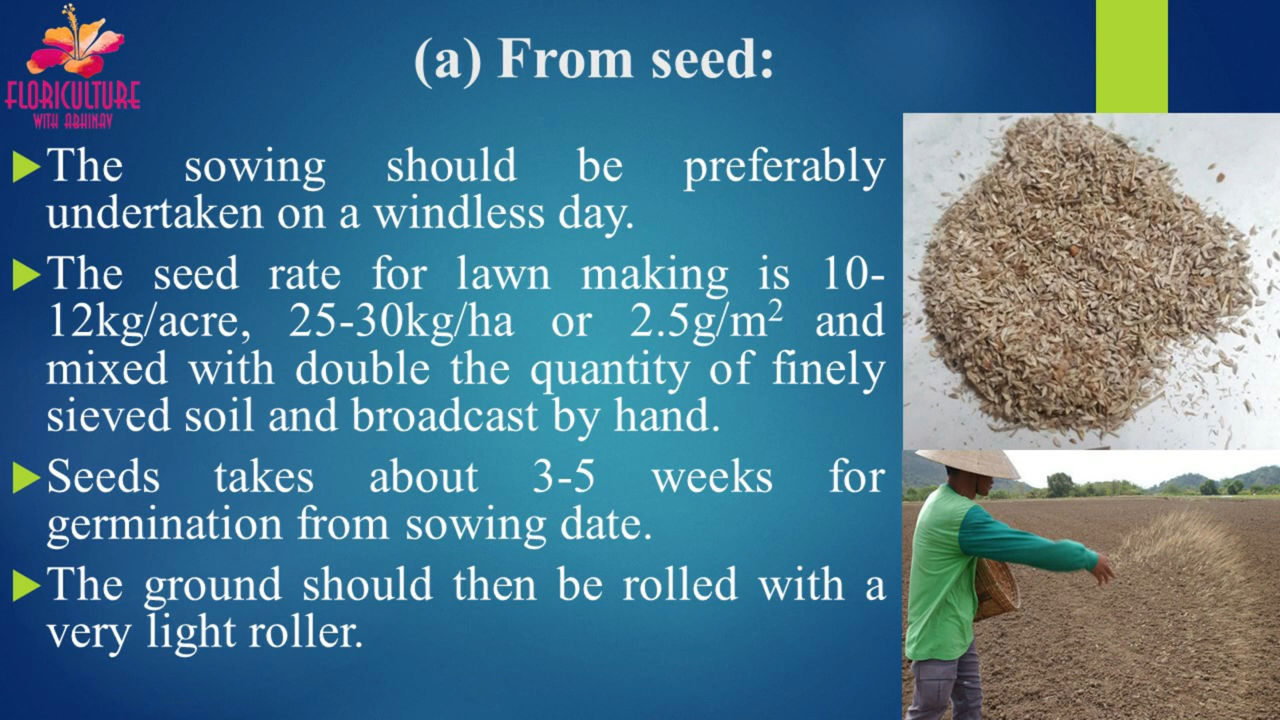 FLORICULTURE
WITH ABHINAV
(a) From seed:
The sowing should be preferably
undertaken on a windless day.
The seed rate for lawn making is 10-
12kg/acre, 25-30kg/ha or 2.5g/m² and
mixed with double the quantity of finely
sieved soil and broadcast by hand.
Seeds takes about 3-5 weeks for
germination from sowing date.
The ground should then be rolled with a
very light roller.